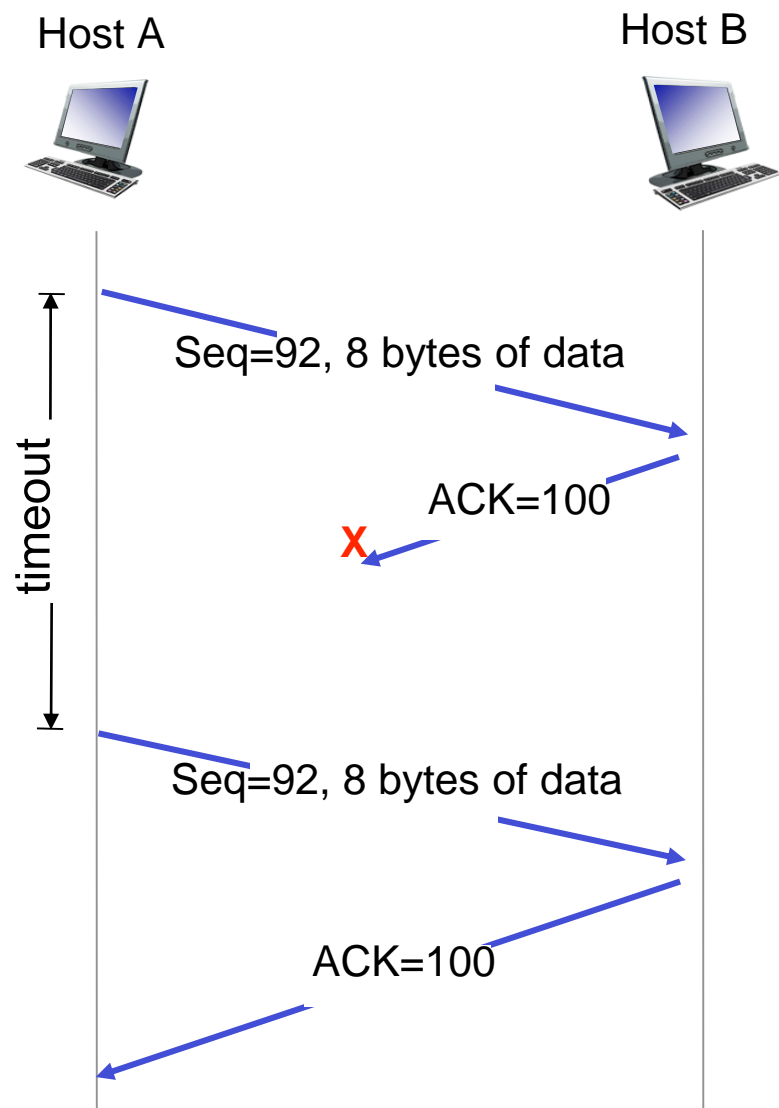 Host A
Host B
Seq=92, 8 bytes of data
ACK=100
X
timeout
Seq=92, 8 bytes of data
ACK=100